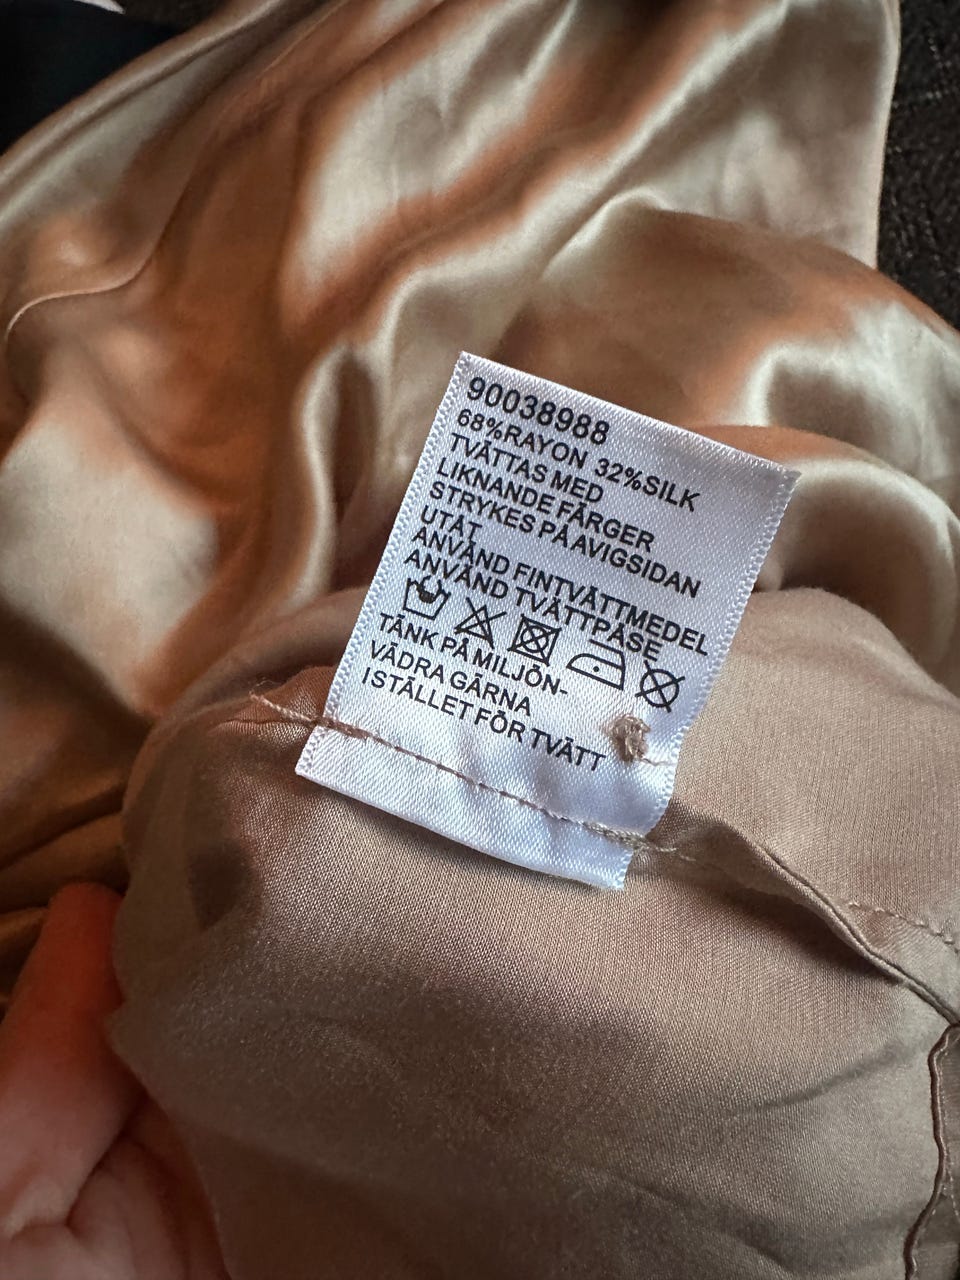 90038988
68%RAYON 32%SILK
TVÄTTAS MED
LIKNANDE FÄRGER
STRYKES PÅ AVIGSIDAN
UTÅT
ANVÄND FINTVÄTTMEDEL
ANVÄND TVÄTTPÅSE
TÄNK PÅ MILJÖN-
VÄDRA GÄRNA
ISTÄLLET FÖR TVÄTT